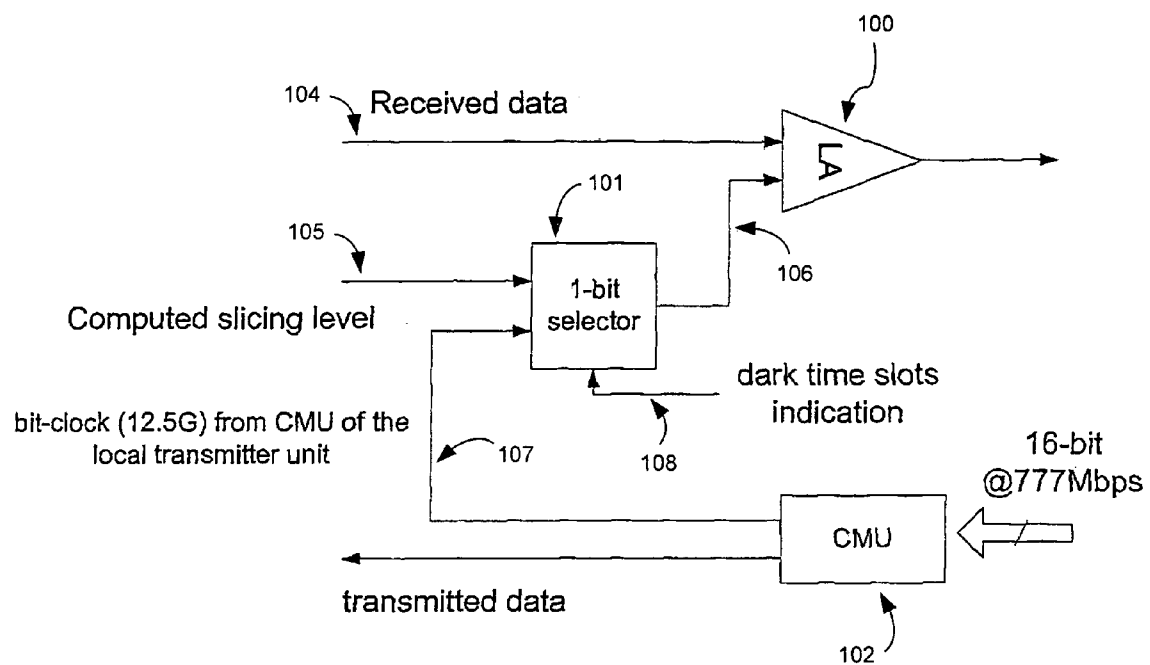 100
104
Received data
LA
101
105
106
1-bit
selector
Computed slicing level
dark time slots
indication
bit-clock (12.5G) from CMU of the
local transmitter unit
107
108
16-bit
@777Mbps
CMU
transmitted data
102